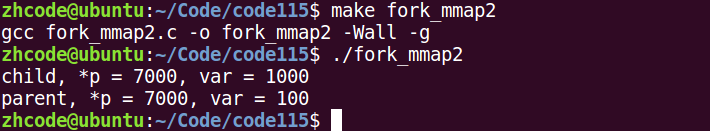 zhcode@ubuntu:~/Code/code115$ make fork_mmap2
gcc fork_mmap2.c -o fork_mmap2 -Wall -g
zhcode@ubuntu:~/Code/code115$ ./fork_mmap2
child, *p = 7000, var = 1000
parent, *p = 7000, var = 100
zhcode@ubuntu:~/Code/code115$